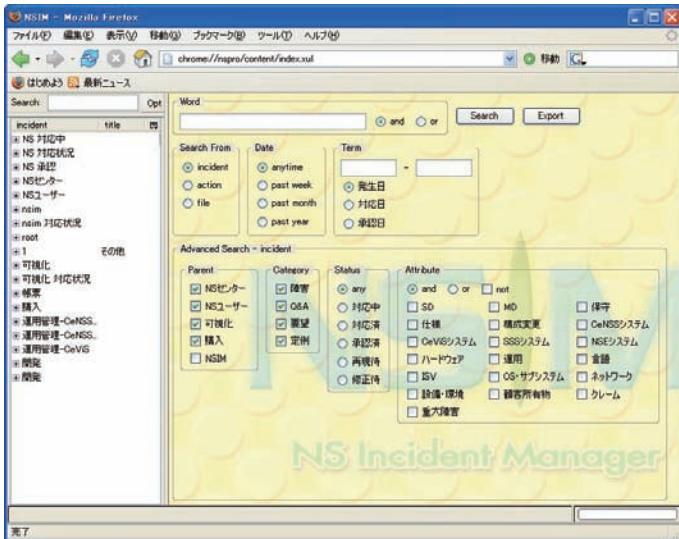 NSIM - Mozilla Firefox
ファイル(F) 編集(E) 表示(V) 移動(G) ブックマーク(B) ツール(T) ヘルプ(H)
chrome://nspro/content/index.xul
移動
はじめよう 最新ニュース
Search: Opt
incident title
NS 対応中
NS 対応状況
NS 承認
NSセンター
NSユーザー
nsim
nsim 対応状況
root
1 その他
可視化
可視化 対応状況
帳票
購入
運用管理-CeNSS..
運用管理-CeNSS..
運用管理-CeViS
開発
開発
Word
and or Search Export
Search From
incident
action
file
Date
anytime
past week
past month
past year
Term
-
発生日
対応日
承認日
Advanced Search - incident
Parent
NSセンター
NSユーザー
可視化
購入
NSIM
Category
障害
Q&A
要望
定例
Status
any
対応中
対応済
承認済
再現待
修正待
Attribute
and or not
SD MD 保守
仕様 構成変更 CeNSSシステム
CeViSシステム SSSシステム NSEシステム
ハードウェア 運用 言語
ISV OS・サブシステム ネットワーク
設備・環境 顧客所有物 クレーム
重大障害
NSIM
NS Incident Manager
完了